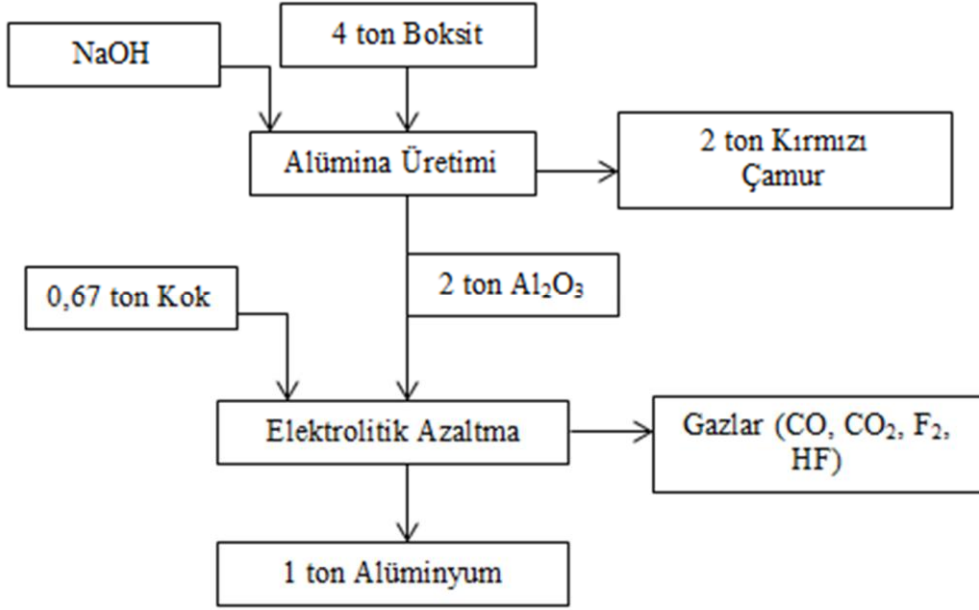 4 ton Boksit
NaOH
Alümina Üretimi
2 ton Kırmızı
Çamur
2 ton Al₂O₃
0,67 ton Kok
Elektrolitik Azaltma
Gazlar (CO, CO₂, F₂,
HF)
1 ton Alüminyum